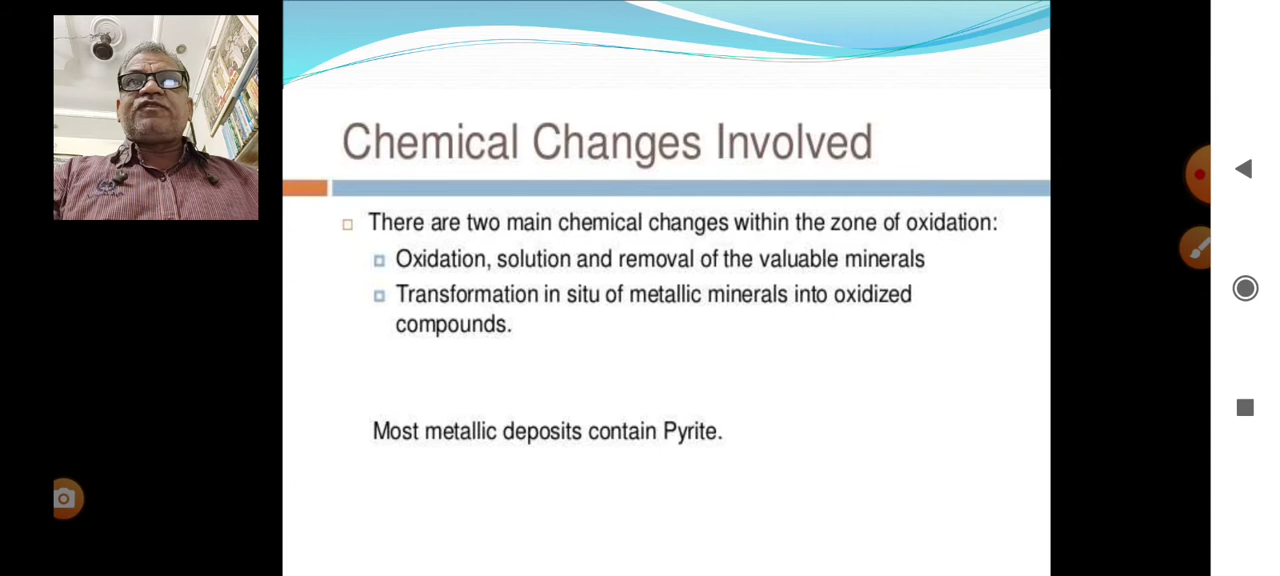 Chemical Changes Involved
There are two main chemical changes within the zone of oxidation:
Oxidation, solution and removal of the valuable minerals
Transformation in situ of metallic minerals into oxidized
compounds.
Most metallic deposits contain Pyrite.